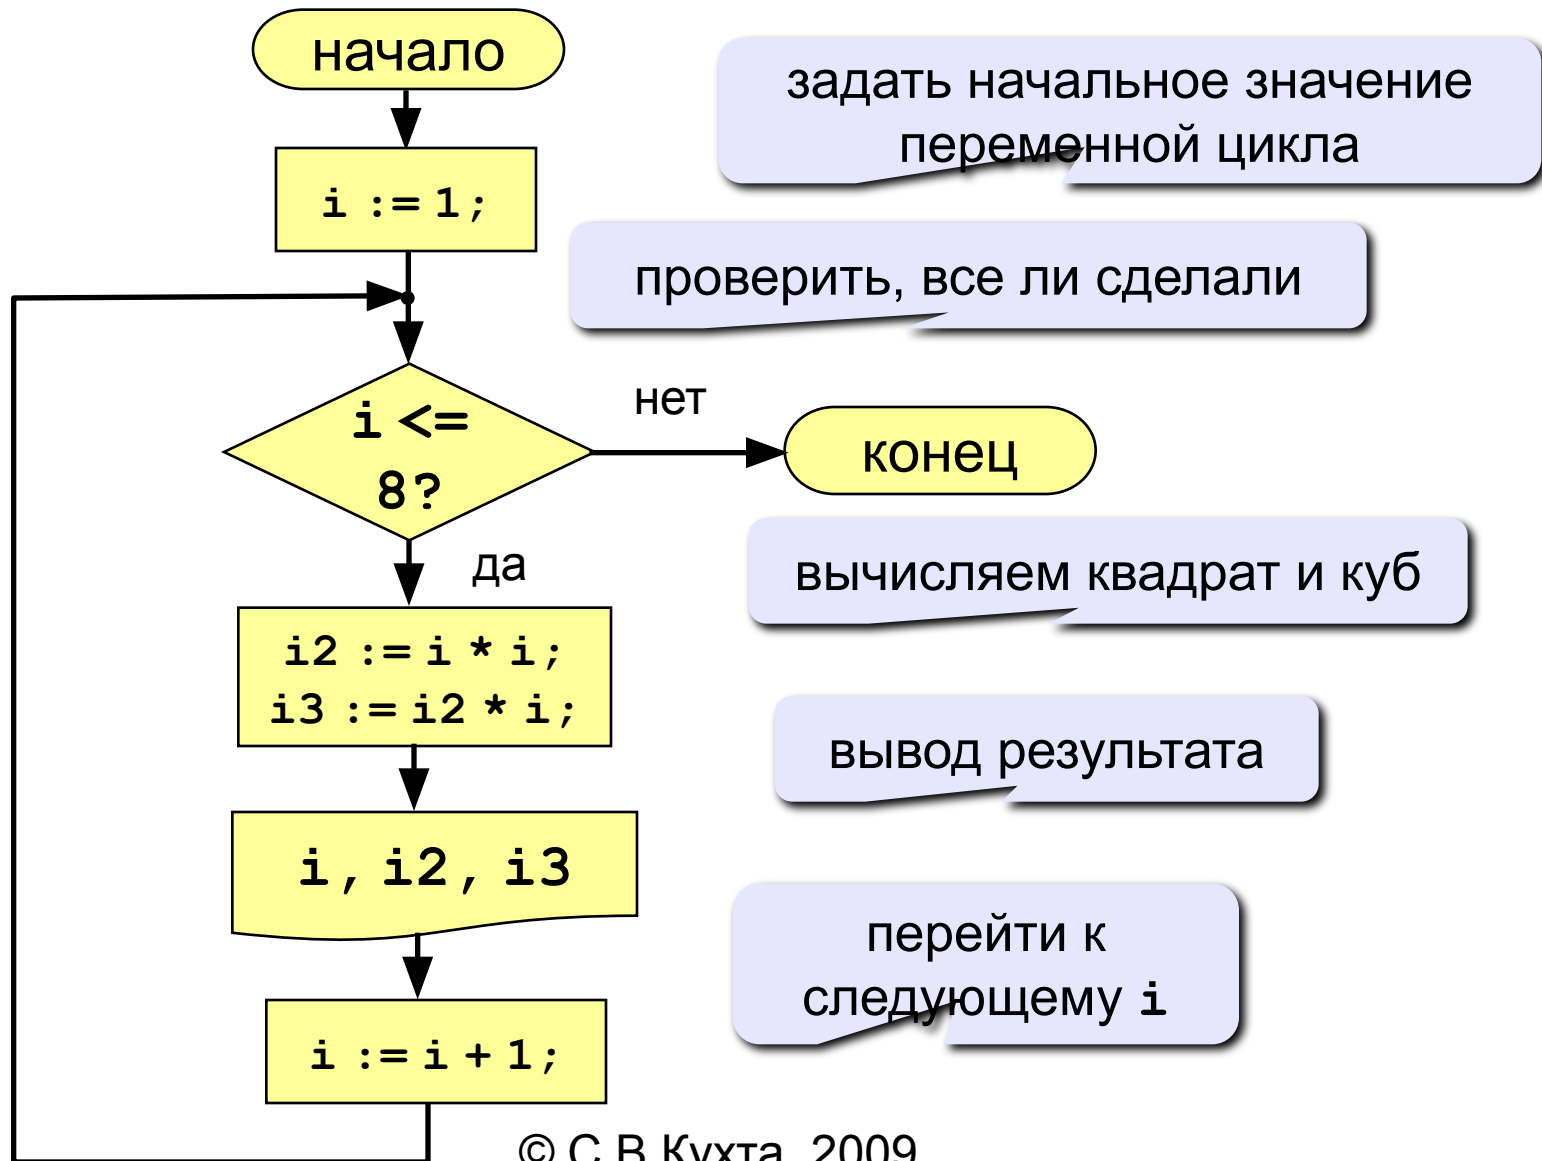 начало
задать начальное значение
переменной цикла
i := 1;
проверить, все ли сделали
i <=
8?
нет
конец
да
вычисляем квадрат и куб
i2 := i * i;
i3 := i2 * i;
вывод результата
i, i2, i3
перейти к
следующему i
i := i + 1;
© С.В.Кухта, 2009